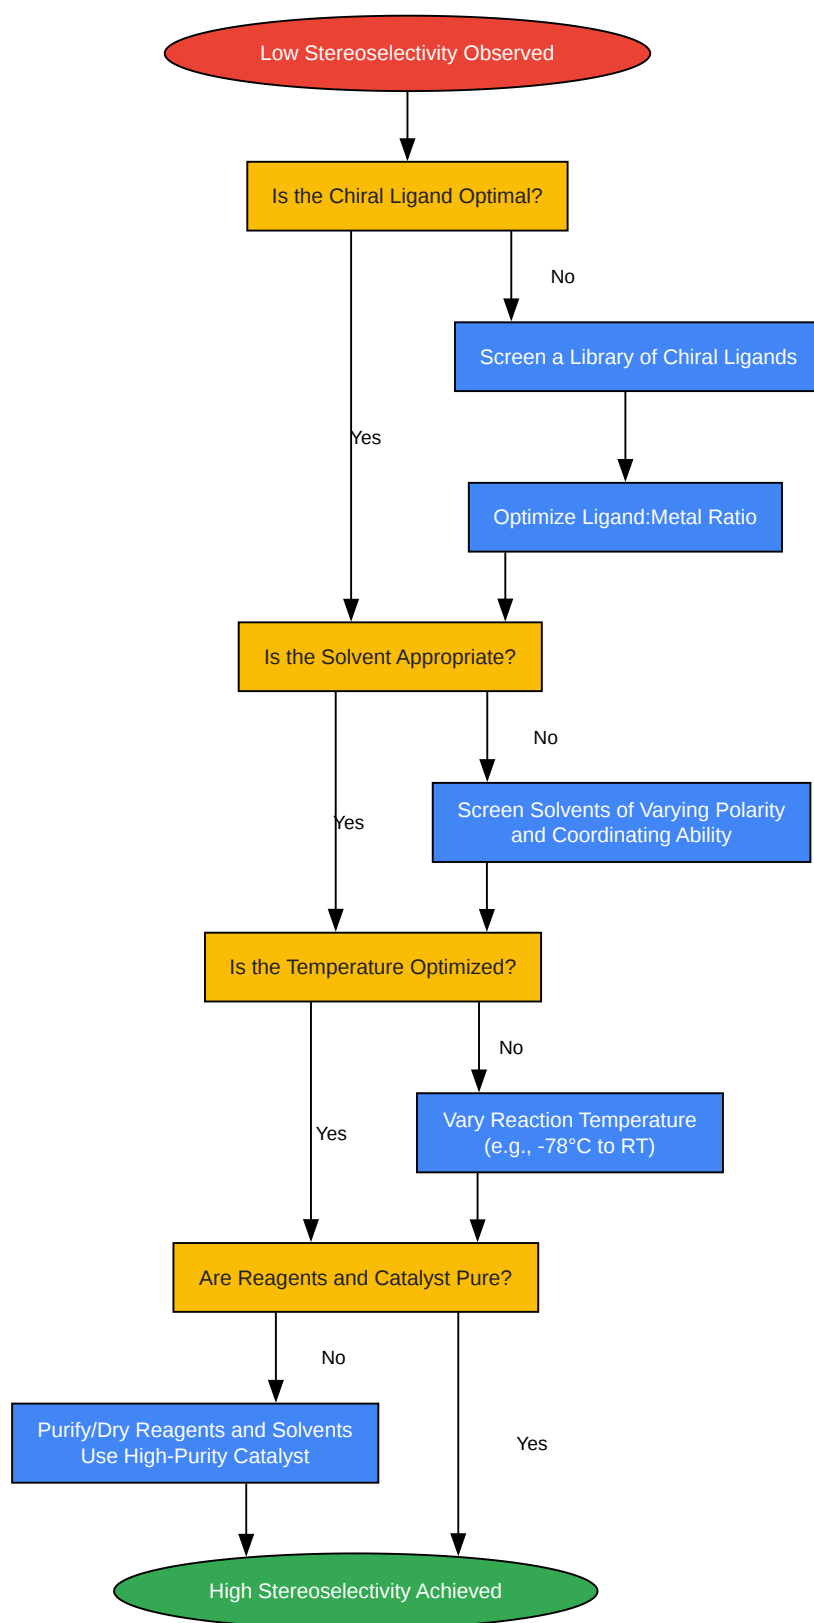 Low Stereoselectivity Observed
Is the Chiral Ligand Optimal?
No
Screen a Library of Chiral Ligands
Yes
Optimize Ligand:Metal Ratio
Is the Solvent Appropriate?
No
Screen Solvents of Varying Polarity
and Coordinating Ability
Yes
Is the Temperature Optimized?
No
Vary Reaction Temperature
(e.g., -78°C to RT)
Yes
Are Reagents and Catalyst Pure?
No
Purify/Dry Reagents and Solvents
Use High-Purity Catalyst
Yes
High Stereoselectivity Achieved